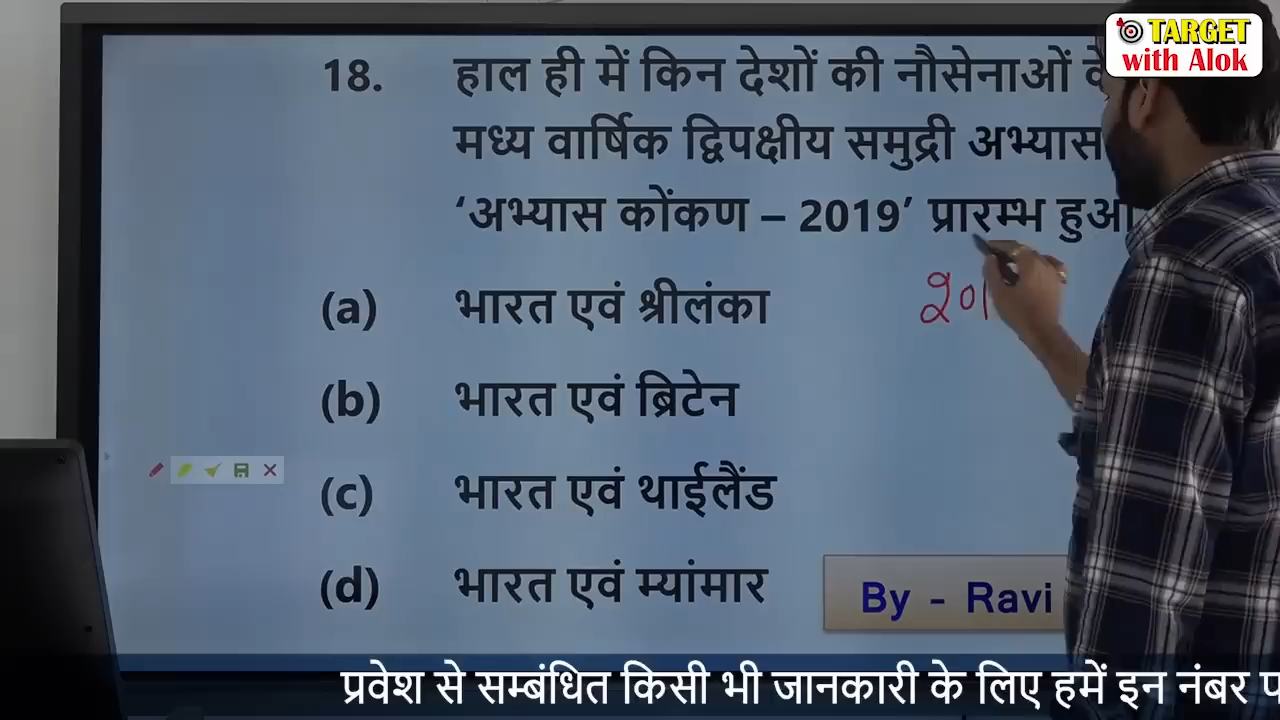 TARGET
with Alok
18. हाल ही में किन देशों की नौसेनाओं के
मध्य वार्षिक द्विपक्षीय समुद्री अभ्यास
‘अभ्यास कोंकण – 2019’ प्रारम्भ हुआ
201
(a) भारत एवं श्रीलंका
(b) भारत एवं ब्रिटेन
(c) भारत एवं थाईलैंड
(d) भारत एवं म्यांमार
By - Ravi
प्रवेश से सम्बंधित किसी भी जानकारी के लिए हमें इन नंबर